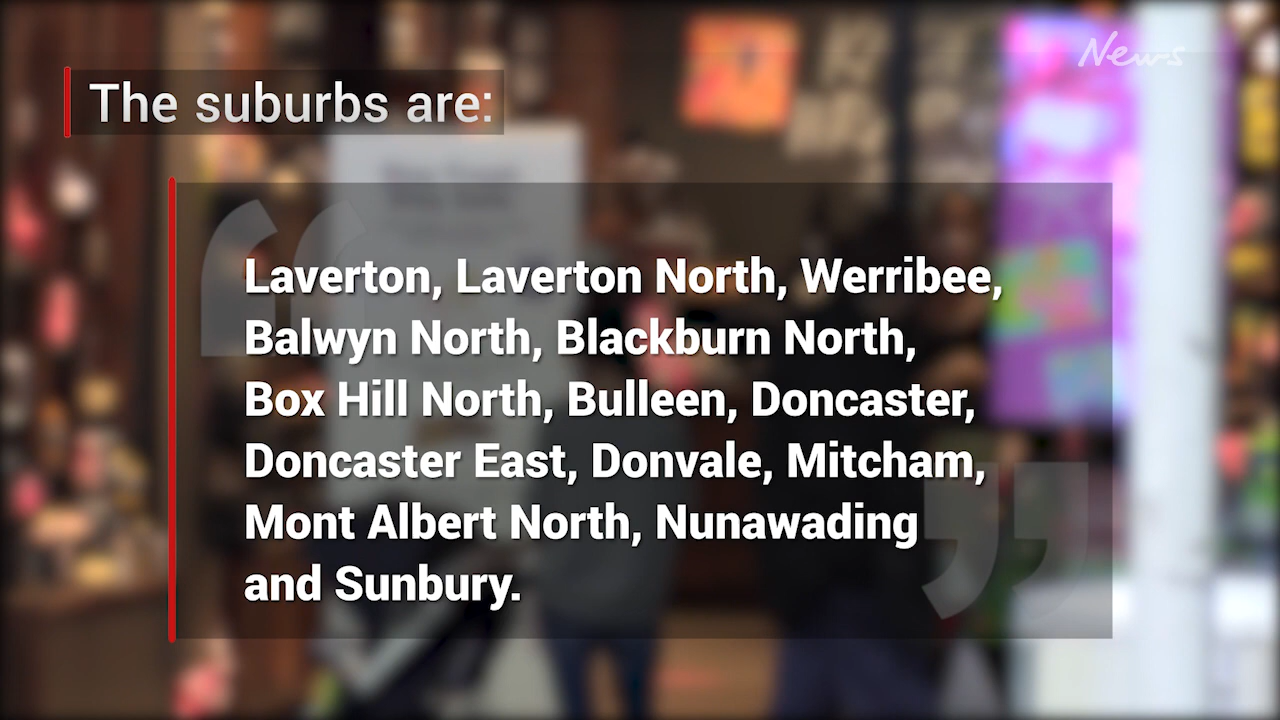 News
The suburbs are:
Laverton, Laverton North, Werribee,
Balwyn North, Blackburn North,
Box Hill North, Bulleen, Doncaster,
Doncaster East, Donvale, Mitcham,
Mont Albert North, Nunawading
and Sunbury.